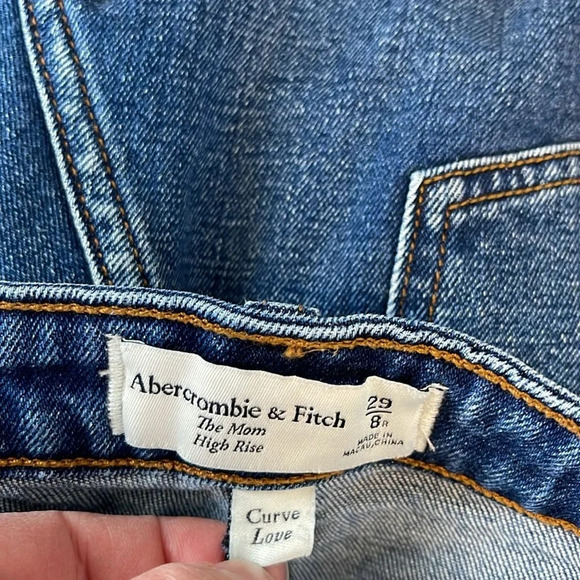 Abercrombie & Fitch
The Mom
High Rise
29
8R
MADE IN
MACAU, CHINA
Curve
Love